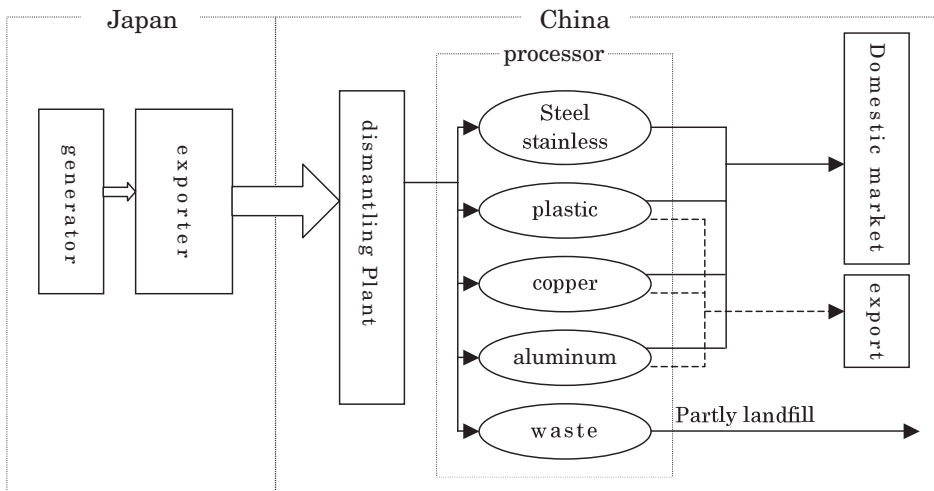 Japan
China
processor
generator
exporter
dismantling Plant
Steel
stainless
plastic
copper
aluminum
waste
Domestic market
export
Partly landfill